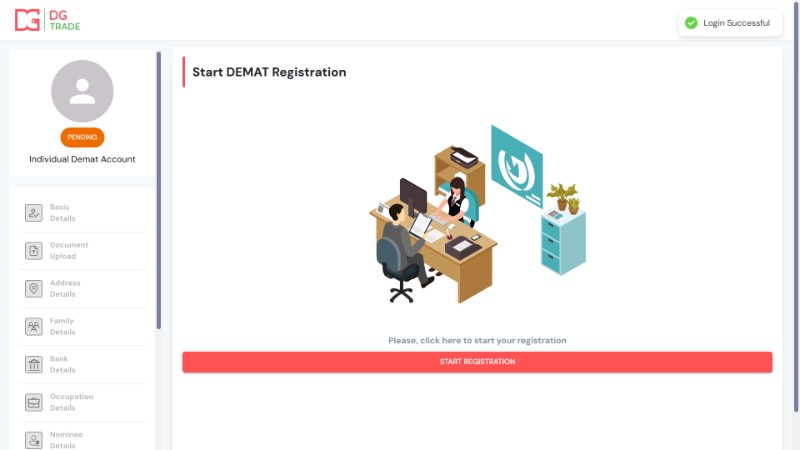 DG
TRADE
Login Successful
PENDING
Individual Demat Account
Basic
Details
Document
Upload
Address
Details
Family
Details
Bank
Details
Occupation
Details
Nominee
Details
Start DEMAT Registration
Please, click here to start your registration
START REGISTRATION